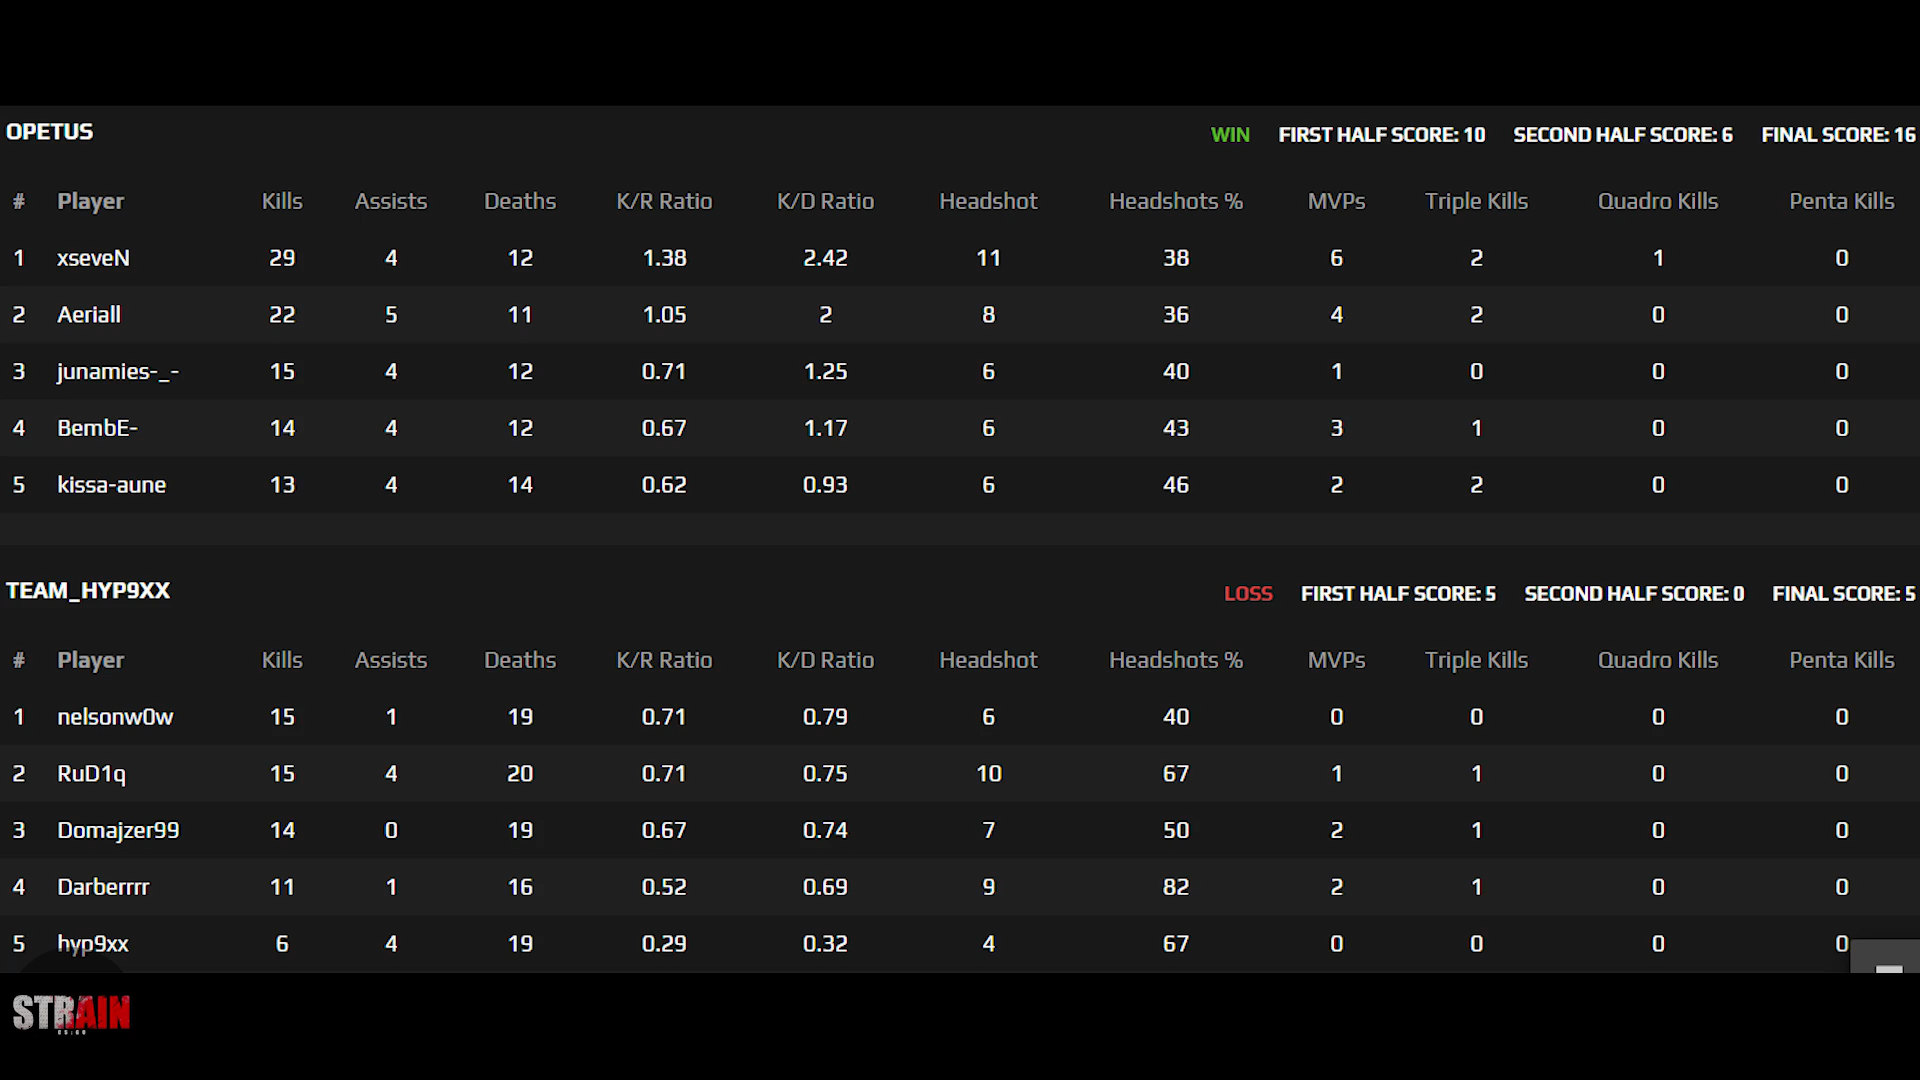 OPETUS
WIN FIRST HALF SCORE: 10 SECOND HALF SCORE: 6 FINAL SCORE: 16
# Player Kills Assists Deaths K/R Ratio K/D Ratio Headshot Headshots % MVPs Triple Kills Quadro Kills Penta Kills
1 xseveN 29 4 12 1.38 2.42 11 38 6 2 1 0
2 Aeriall 22 5 11 1.05 2 8 36 4 2 0 0
3 junamies-_- 15 4 12 0.71 1.25 6 40 1 0 0 0
4 BembE- 14 4 12 0.67 1.17 6 43 3 1 0 0
5 kissa-aune 13 4 14 0.62 0.93 6 46 2 2 0 0
TEAM_HYP9XX
LOSS FIRST HALF SCORE: 5 SECOND HALF SCORE: 0 FINAL SCORE: 5
# Player Kills Assists Deaths K/R Ratio K/D Ratio Headshot Headshots % MVPs Triple Kills Quadro Kills Penta Kills
1 nelsonw0w 15 1 19 0.71 0.79 6 40 0 0 0 0
2 RuD1q 15 4 20 0.71 0.75 10 67 1 1 0 0
3 Domajzer99 14 0 19 0.67 0.74 7 50 2 1 0 0
4 Darberrrr 11 1 16 0.52 0.69 9 82 2 1 0 0
5 hyp9xx 6 4 19 0.29 0.32 4 67 0 0 0 0
STRAIN